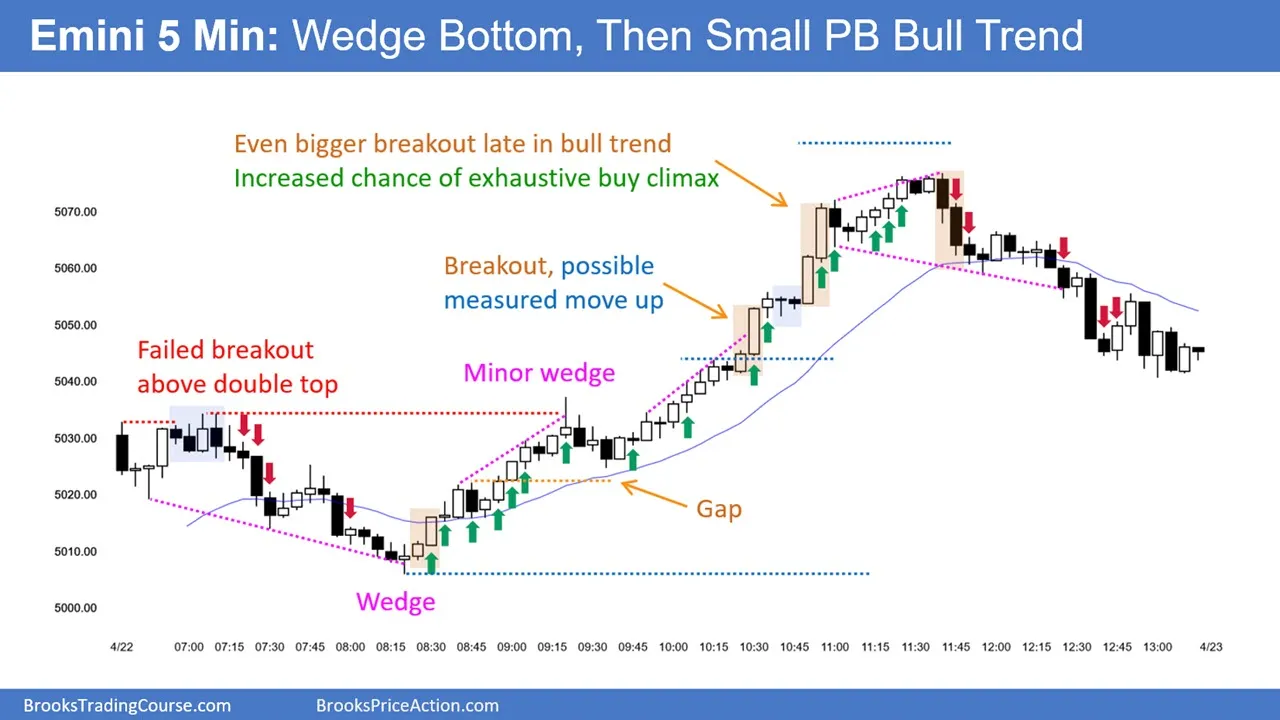 Emini 5 Min: Wedge Bottom, Then Small PB Bull Trend
Even bigger breakout late in bull trend
Increased chance of exhaustive buy climax
5070.00
5060.00
Breakout, possible
measured move up
5050.00
Failed breakout
above double top
5040.00
Minor wedge
5030.00
5020.00
Gap
5010.00
Wedge
5000.00
4/22
07:00
07:15
07:30
07:45
08:00
08:15
08:30
08:45
09:00
09:15
09:30
09:45
10:00
10:15
10:30
10:45
11:00
11:15
11:30
11:45
12:00
12:15
12:30
12:45
13:00
4/23
BrooksTradingCourse.com
BrooksPriceAction.com